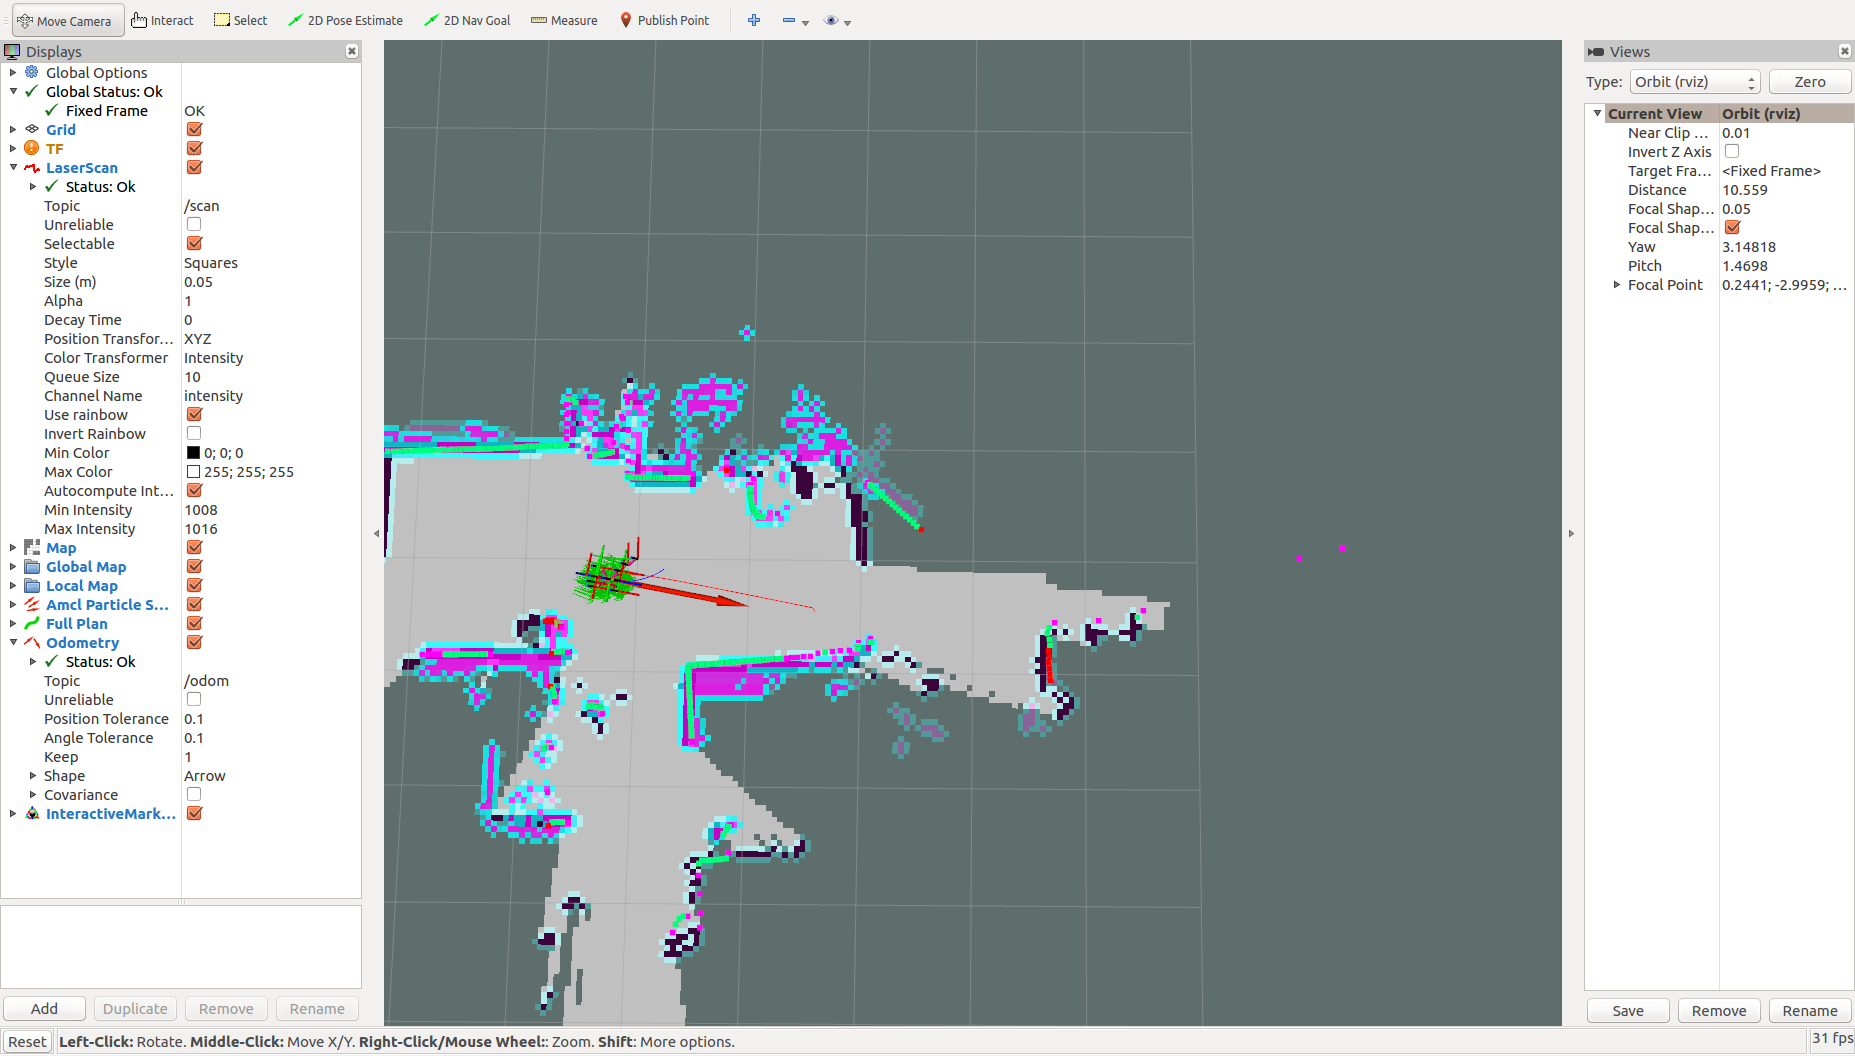 Move Camera Interact Select 2D Pose Estimate 2D Nav Goal Measure Publish Point
Displays
Global Options
Global Status: Ok
Fixed Frame OK
Grid
TF
LaserScan
Status: Ok
Topic /scan
Unreliable
Selectable
Style Squares
Size (m) 0.05
Alpha 1
Decay Time 0
Position Transfor... XYZ
Color Transformer Intensity
Queue Size 10
Channel Name intensity
Use rainbow
Invert Rainbow
Min Color 0; 0; 0
Max Color 255; 255; 255
Autocompute Int...
Min Intensity 1008
Max Intensity 1016
Map
Global Map
Local Map
Amcl Particle S...
Full Plan
Odometry
Status: Ok
Topic /odom
Unreliable
Position Tolerance 0.1
Angle Tolerance 0.1
Keep 1
Shape Arrow
Covariance
InteractiveMark...
Add Duplicate Remove Rename
Views
Type: Orbit (rviz) Zero
Current View Orbit (rviz)
Near Clip ... 0.01
Invert Z Axis
Target Fra... <Fixed Frame>
Distance 10.559
Focal Shap... 0.05
Focal Shap...
Yaw 3.14818
Pitch 1.4698
Focal Point 0.2441; -2.9959; ...
Save Remove Rename
Reset Left-Click: Rotate. Middle-Click: Move X/Y. Right-Click/Mouse Wheel:: Zoom. Shift: More options. 31 fps